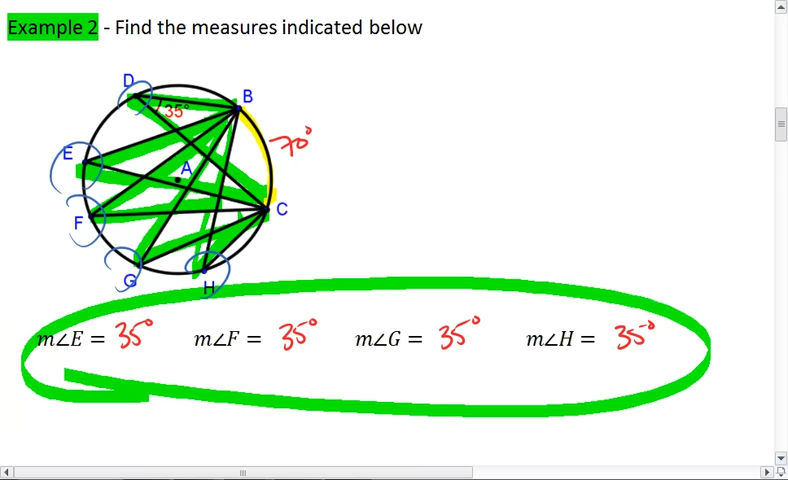 Example 2 - Find the measures indicated below
D
B
35°
70°
E
A
C
F
G
H
m∠E = 35° m∠F = 35° m∠G = 35° m∠H = 35°